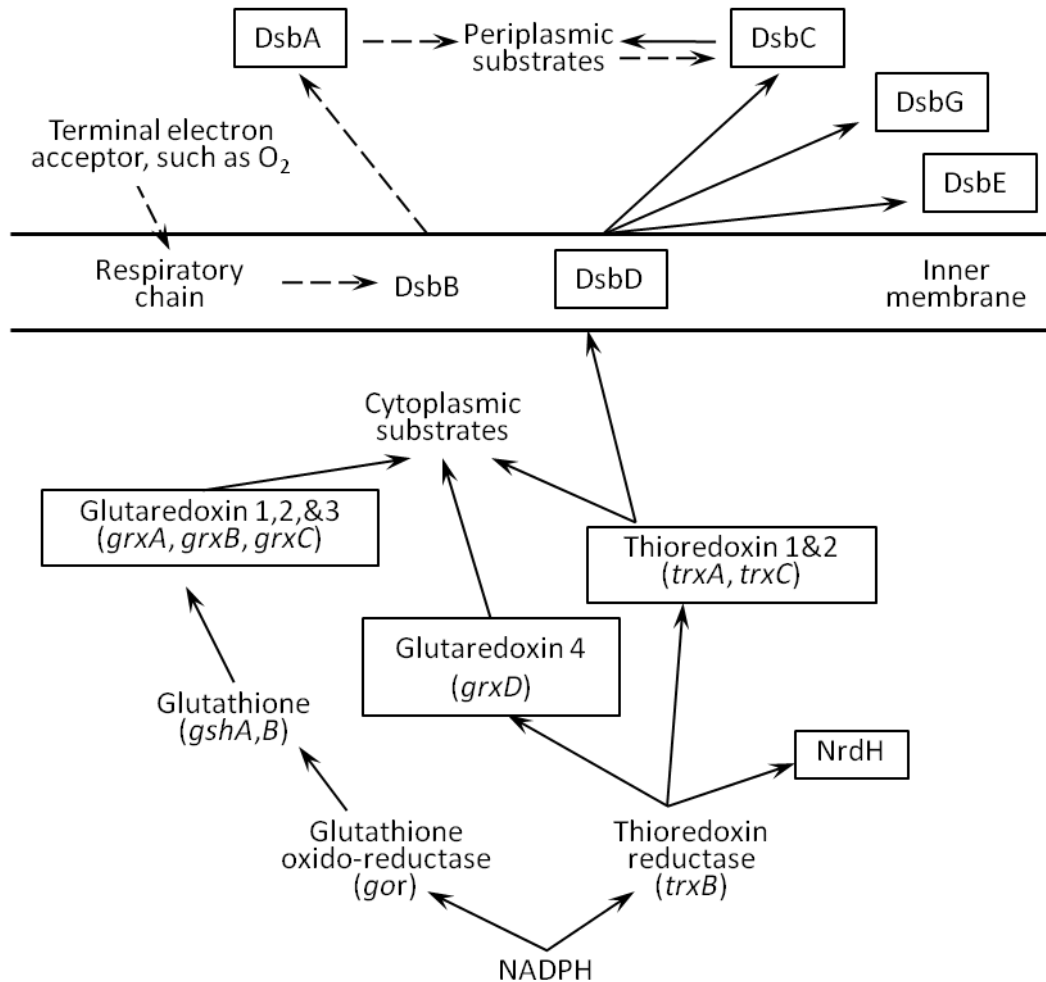 DsbA
Periplasmic
substrates
DsbC
DsbG
Terminal electron
acceptor, such as O₂
DsbE
Respiratory
chain
DsbB
DsbD
Inner
membrane
Cytoplasmic
substrates
Glutaredoxin 1,2,&3
(grxA, grxB, grxC)
Thioredoxin 1&2
(trxA, trxC)
Glutaredoxin 4
(grxD)
Glutathione
(gshA,B)
NrdH
Glutathione
oxido-reductase
(gor)
Thioredoxin
reductase
(trxB)
NADPH